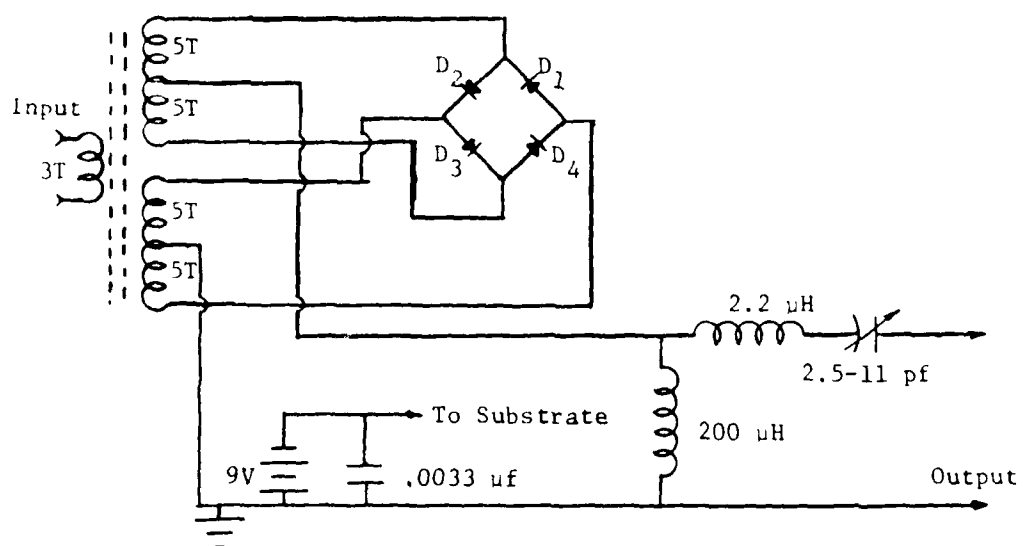 5T
D2
D1
5T
Input
D3
D4
3T
5T
5T
2.2 µH
2.5-11 pf
To Substrate
200 µH
9V
.0033 µf
Output